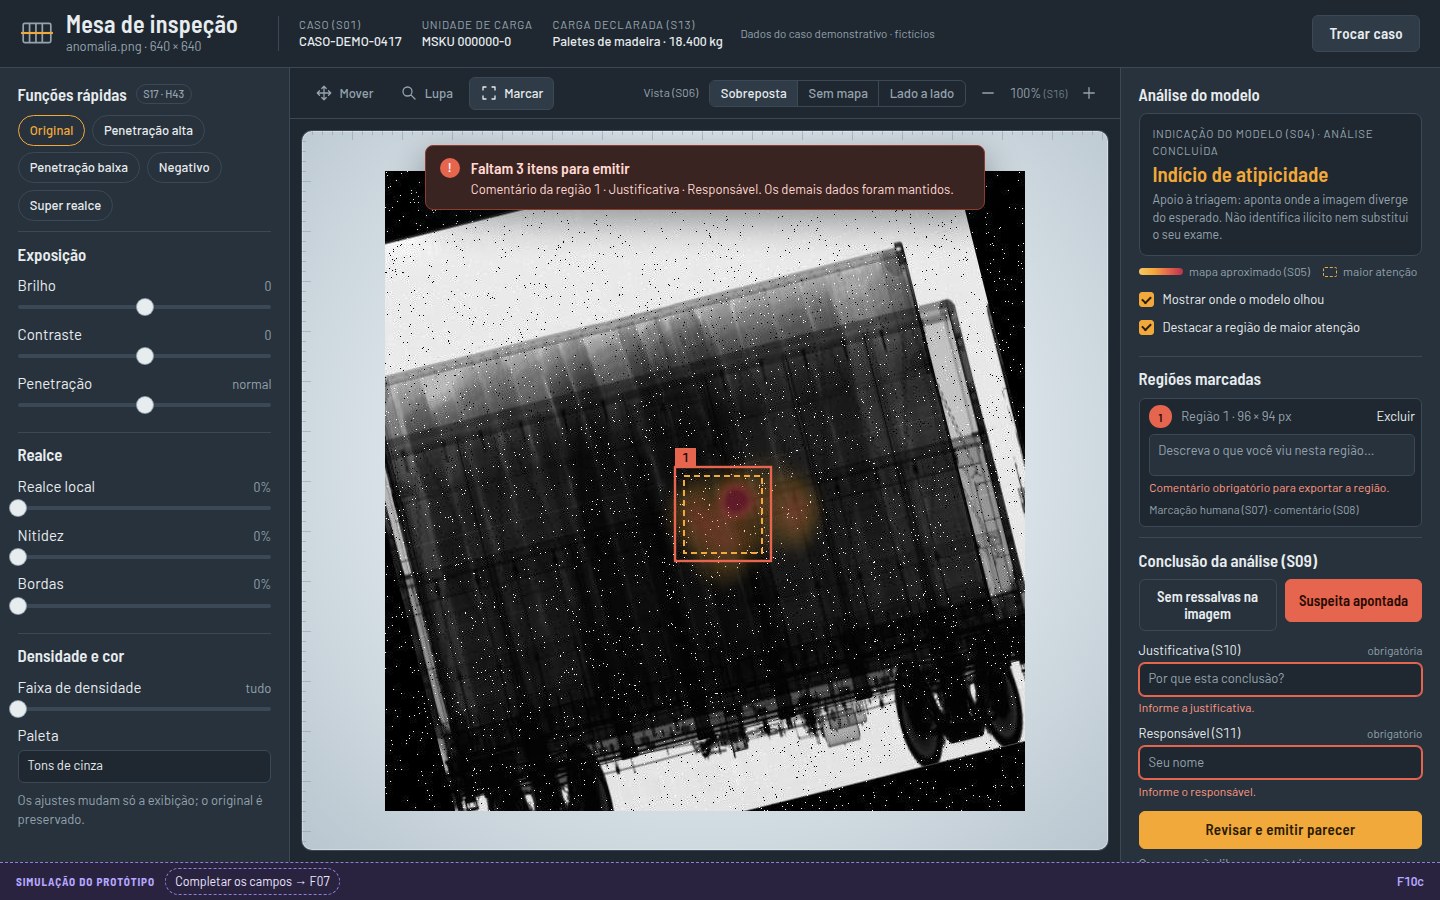 Mesa de inspeção
anomalia.png · 640 × 640
CASO (S01)
CASO-DEMO-0417
UNIDADE DE CARGA
MSKU 000000-0
CARGA DECLARADA (S13)
Paletes de madeira · 18.400 kg
Dados do caso demonstrativo · fictícios
Trocar caso
Funções rápidas
S17 · H43
Original
Penetração alta
Penetração baixa
Negativo
Super realce
Exposição
Brilho 0
Contraste 0
Penetração normal
Realce
Realce local 0%
Nitidez 0%
Bordas 0%
Densidade e cor
Faixa de densidade tudo
Paleta
Tons de cinza
Os ajustes mudam só a exibição; o original é
preservado.
Mover
Lupa
Marcar
Vista (S06)
Sobreposta
Sem mapa
Lado a lado
100% (S16)
!
Faltam 3 itens para emitir
Comentário da região 1 · Justificativa · Responsável. Os demais dados foram mantidos.
1
Análise do modelo
INDICAÇÃO DO MODELO (S04) · ANÁLISE
CONCLUÍDA
Indício de atipicidade
Apoio à triagem: aponta onde a imagem diverge
do esperado. Não identifica ilícito nem substitui
o seu exame.
mapa aproximado (S05)
maior atenção
Mostrar onde o modelo olhou
Destacar a região de maior atenção
Regiões marcadas
1
Região 1 · 96 × 94 px
Excluir
Descreva o que você viu nesta região...
Comentário obrigatório para exportar a região.
Marcação humana (S07) · comentário (S08)
Conclusão da análise (S09)
Sem ressalvas na
imagem
Suspeita apontada
Justificativa (S10) obrigatória
Por que esta conclusão?
Informe a justificativa.
Responsável (S11) obrigatório
Seu nome
Informe o responsável.
Revisar e emitir parecer
SIMULAÇÃO DO PROTÓTIPO
Completar os campos → F07
F10c